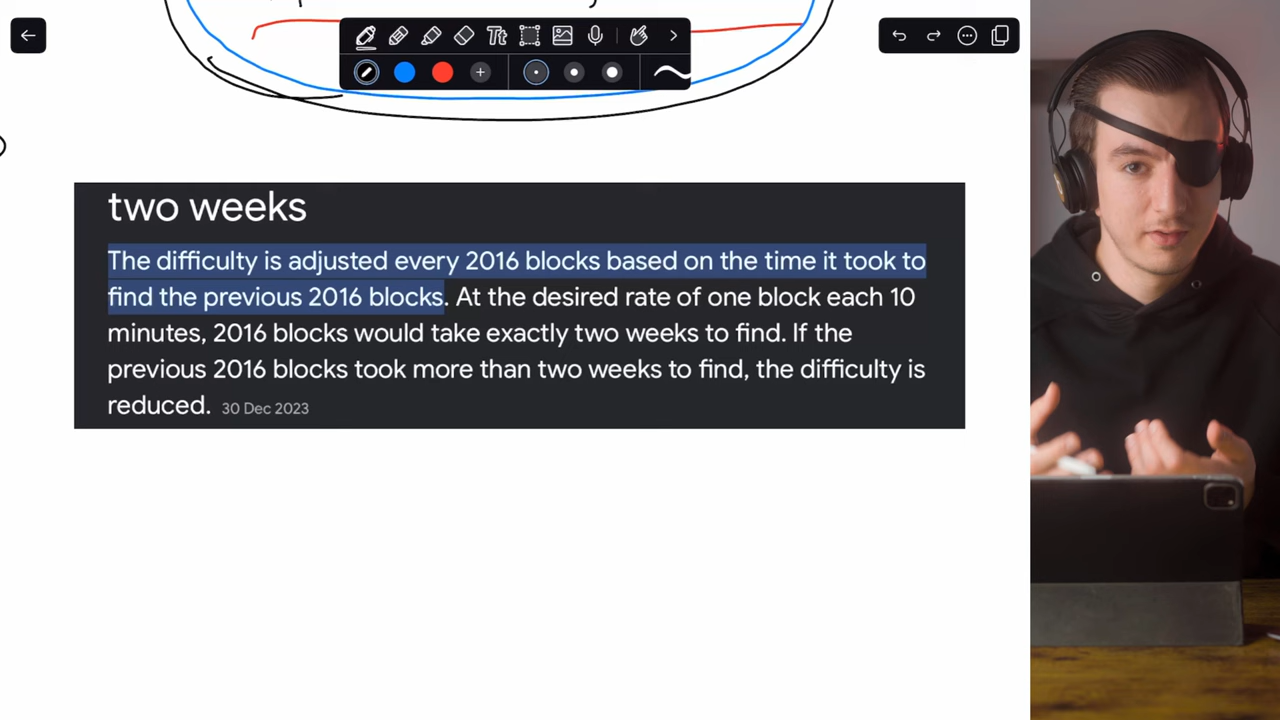 Tt
two weeks
The difficulty is adjusted every 2016 blocks based on the time it took to
find the previous 2016 blocks. At the desired rate of one block each 10
minutes, 2016 blocks would take exactly two weeks to find. If the
previous 2016 blocks took more than two weeks to find, the difficulty is
reduced. 30 Dec 2023